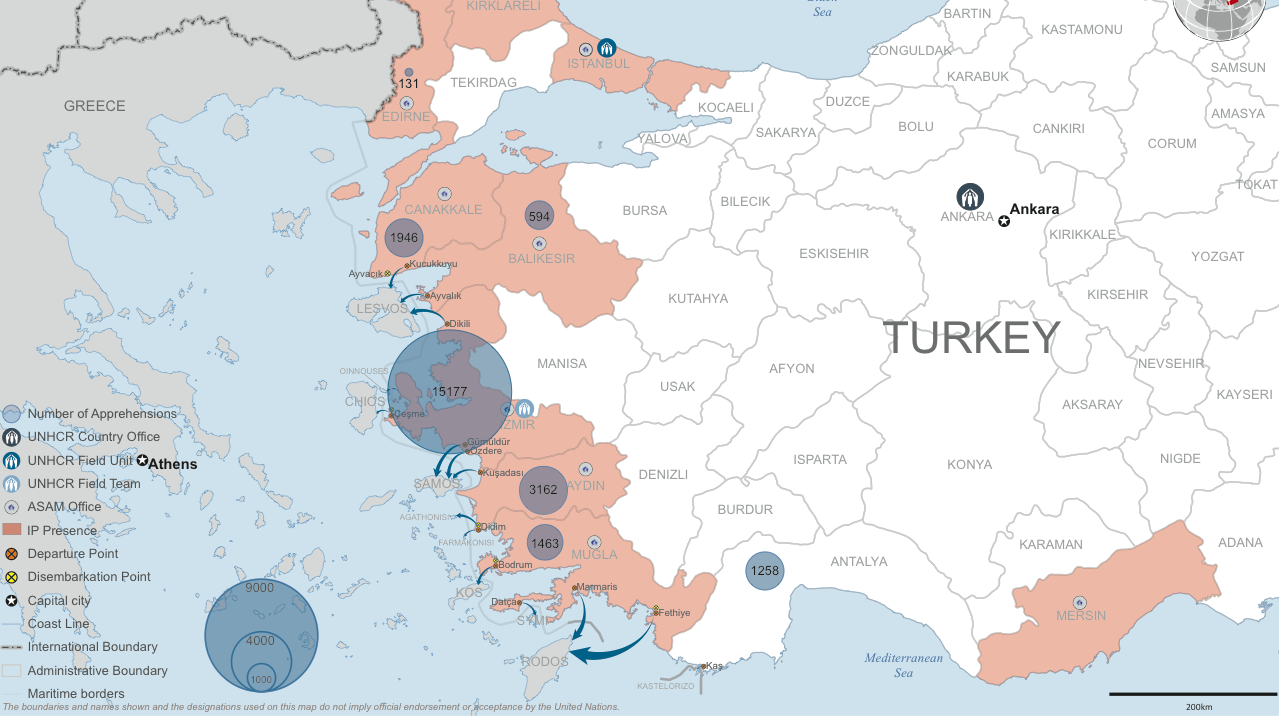 KIRKLARELI
Black
Sea
BARTIN
KASTAMONU
ZONGULDAK
ISTANBUL
KARABUK
SAMSUN
TEKIRDAG
131
GREECE
EDIRNE
KOCAELI
DUZCE
BOLU
CANKIRI
AMASYA
YALOVA
SAKARYA
CORUM
TOKAT
CANAKKALE
594
BURSA
BILECIK
ANKARA
Ankara
1946
BALIKESIR
ESKISEHIR
KIRIKKALE
YOZGAT
Kucukkuyu
Ayvacık
Ayvalık
LESVOS
KUTAHYA
KIRSEHIR
Dikili
TURKEY
MANISA
AFYON
NEVSEHIR
OINNOUSES
15177
USAK
KAYSERI
CHIOS
Çeşme
AKSARAY
IZMIR
Number of Apprehensions
UNHCR Country Office
UNHCR Field Unit
Athens
UNHCR Field Team
ASAM Office
IP Presence
Departure Point
Disembarkation Point
Capital city
Coast Line
International Boundary
Administrative Boundary
Maritime borders
Gümüldür
Özdere
Kuşadası
SAMOS
3162
AYDIN
DENIZLI
ISPARTA
KONYA
NIGDE
AGATHONISI
Didim
BURDUR
FARMAKONISI
1463
MUGLA
KARAMAN
ADANA
Bodrum
1258
ANTALYA
KOS
Marmaris
Datça
SYMI
Fethiye
MERSIN
9000
4000
1000
RODOS
Kaş
KASTELORIZO
Mediterranean
Sea
200km
The boundaries and names shown and the designations used on this map do not imply official endorsement or acceptance by the United Nations.